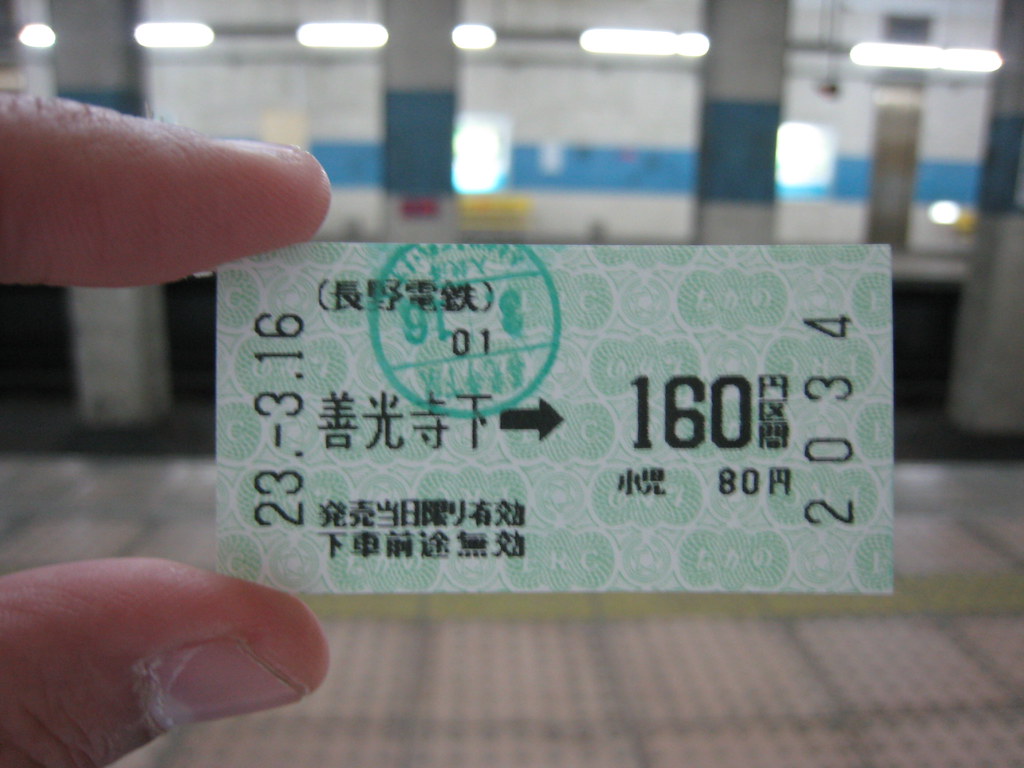 (長野電鉄)
01
23.-3.16
善光寺下➡
160円区間
小児 80円
発売当日限り有効
下車前途無効
2034